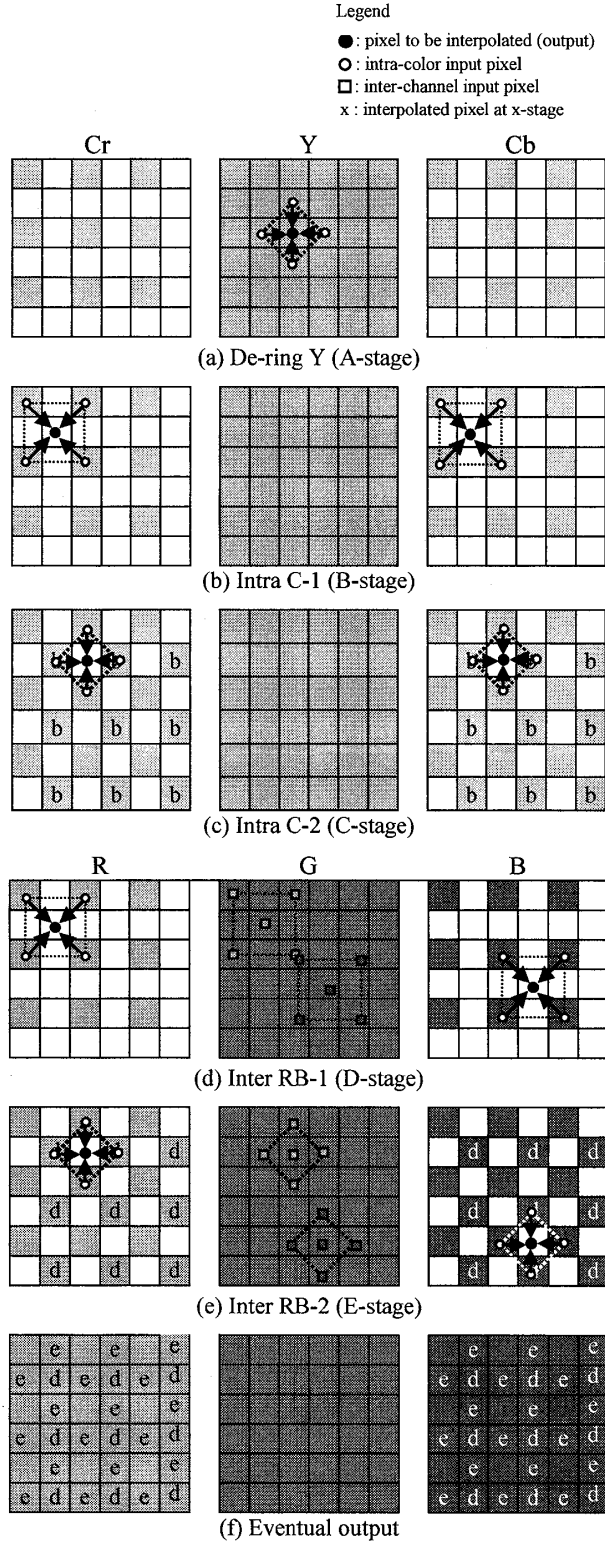 Legend
● : pixel to be interpolated (output)
○ : intra-color input pixel
□ : inter-channel input pixel
x : interpolated pixel at x-stage
Cr Y Cb
(a) De-ring Y (A-stage)
(b) Intra C-1 (B-stage)
b b b b
b b b b b b
b b b b b b
(c) Intra C-2 (C-stage)
R G B
(d) Inter RB-1 (D-stage)
d d d d d d
d d d d d d
d d d d d
(e) Inter RB-2 (E-stage)
e e e e e e
e d e d e d e d e d e d
e e e e e e
e d e d e d e d e d e d
e e e e e e
e d e d e d e d e d e d
(f) Eventual output